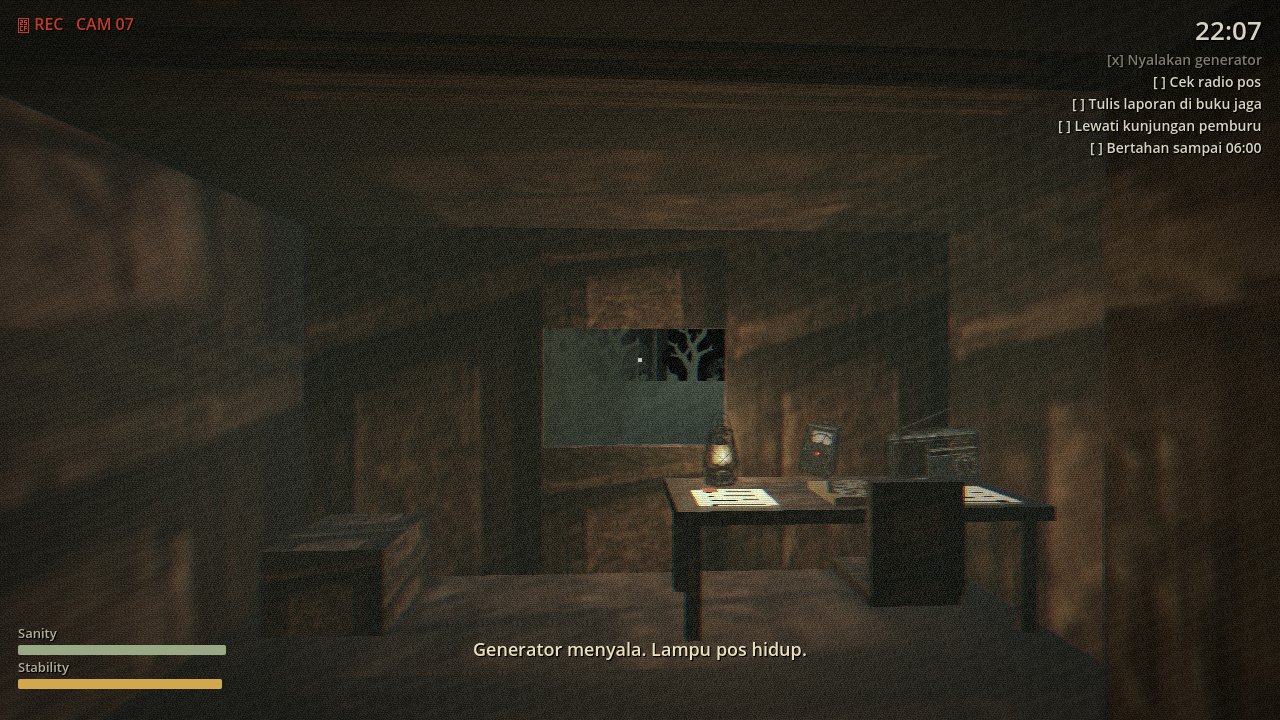 REC CAM 07
22:07
[x] Nyalakan generator
[ ] Cek radio pos
[ ] Tulis laporan di buku jaga
[ ] Lewati kunjungan pemburu
[ ] Bertahan sampai 06:00
Sanity
Stability
Generator menyala. Lampu pos hidup.